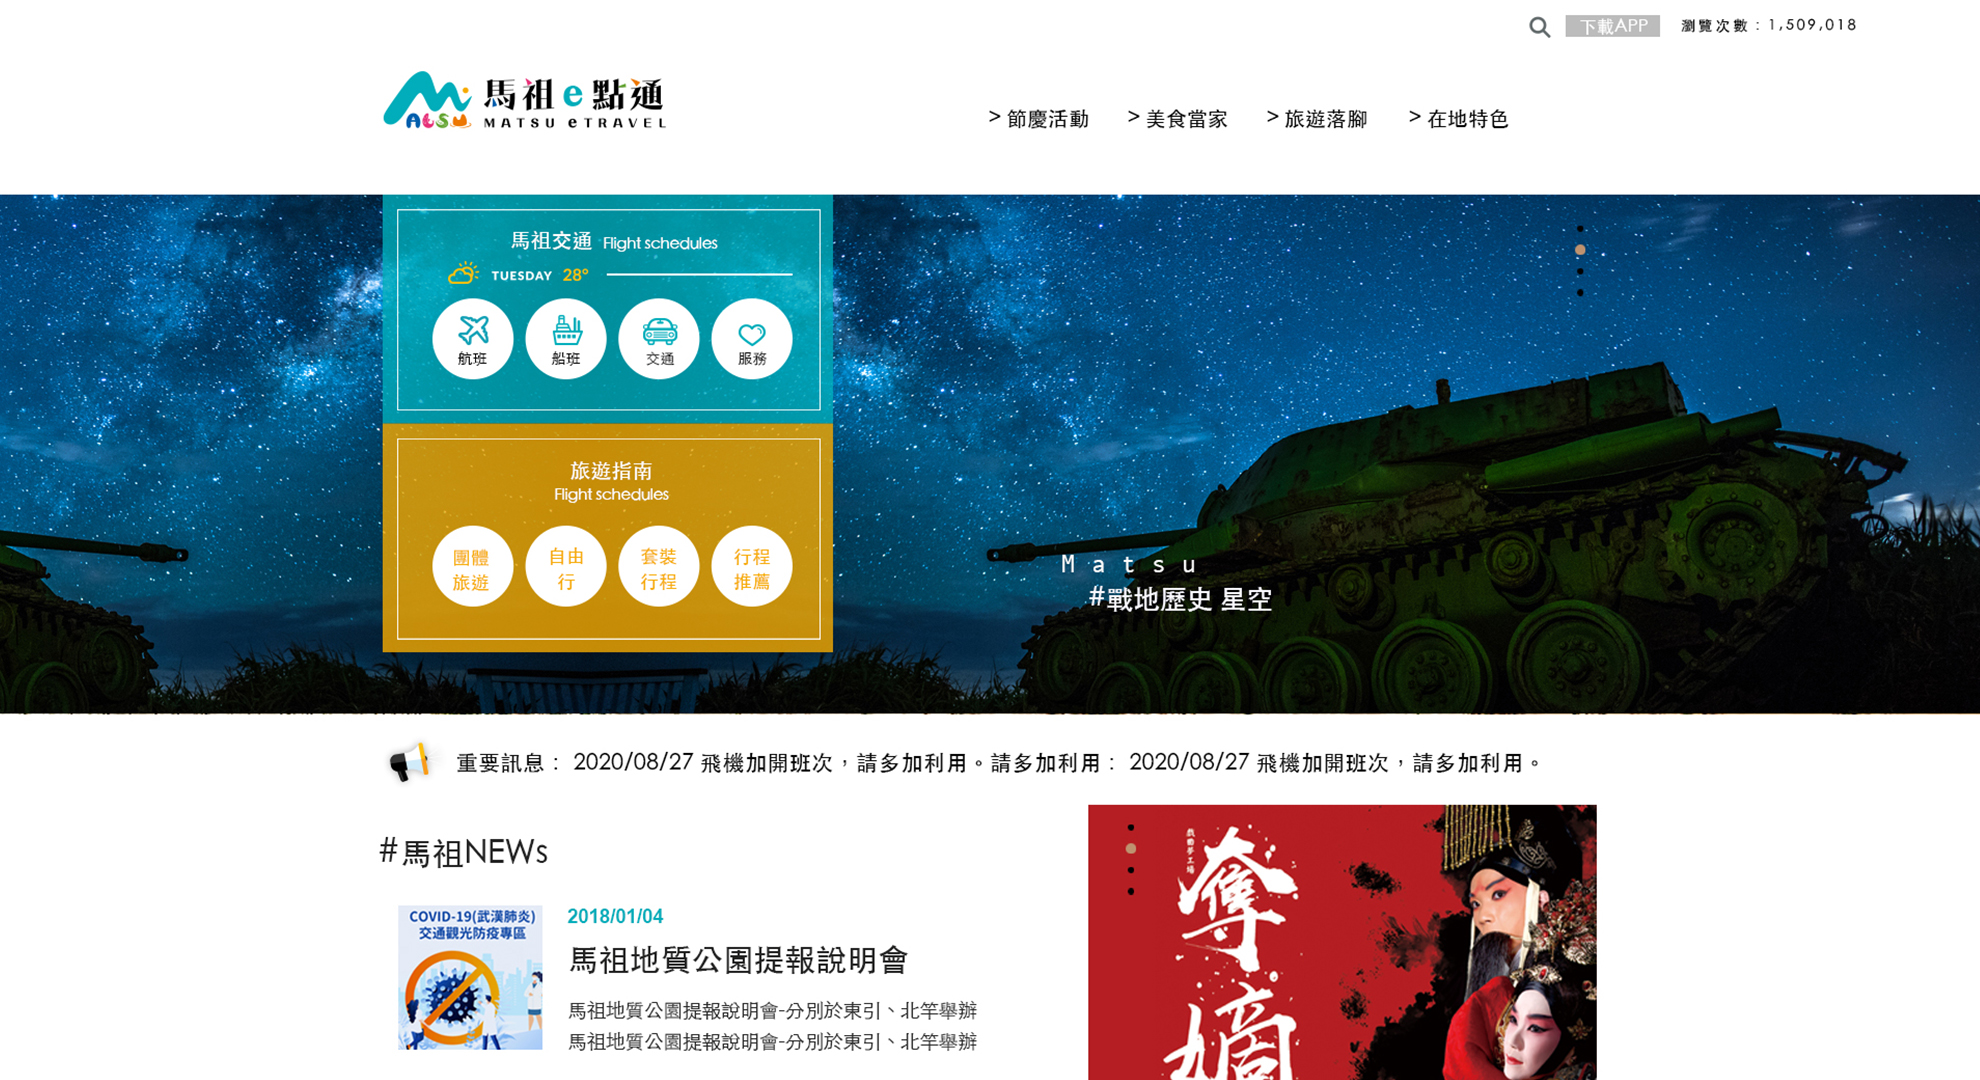 下載APP
瀏覽次數：1,509,018
馬祖e點通
MATSU eTRAVEL
> 節慶活動
> 美食當家
> 旅遊落腳
> 在地特色
馬祖交通 Flight schedules
TUESDAY 28°
航班
船班
交通
服務
旅遊指南
Flight schedules
團體
旅遊
自由
行
套裝
行程
行程
推薦
Matsu
#戰地歷史 星空
重要訊息： 2020/08/27 飛機加開班次，請多加利用。請多加利用： 2020/08/27 飛機加開班次，請多加利用。
#馬祖NEWs
COVID-19(武漢肺炎)
交通觀光防疫專區
2018/01/04
馬祖地質公園提報說明會
馬祖地質公園提報說明會-分別於東引、北竿舉辦
馬祖地質公園提報說明會-分別於東引、北竿舉辦
戲曲夢工場
奪
嫡